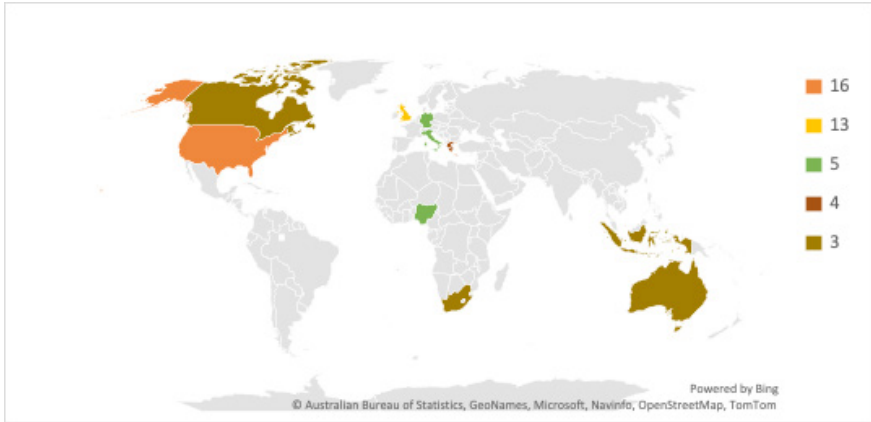 16
13
5
4
3
Powered by Bing
© Australian Bureau of Statistics, GeoNames, Microsoft, Navinfo, OpenStreetMap, TomTom